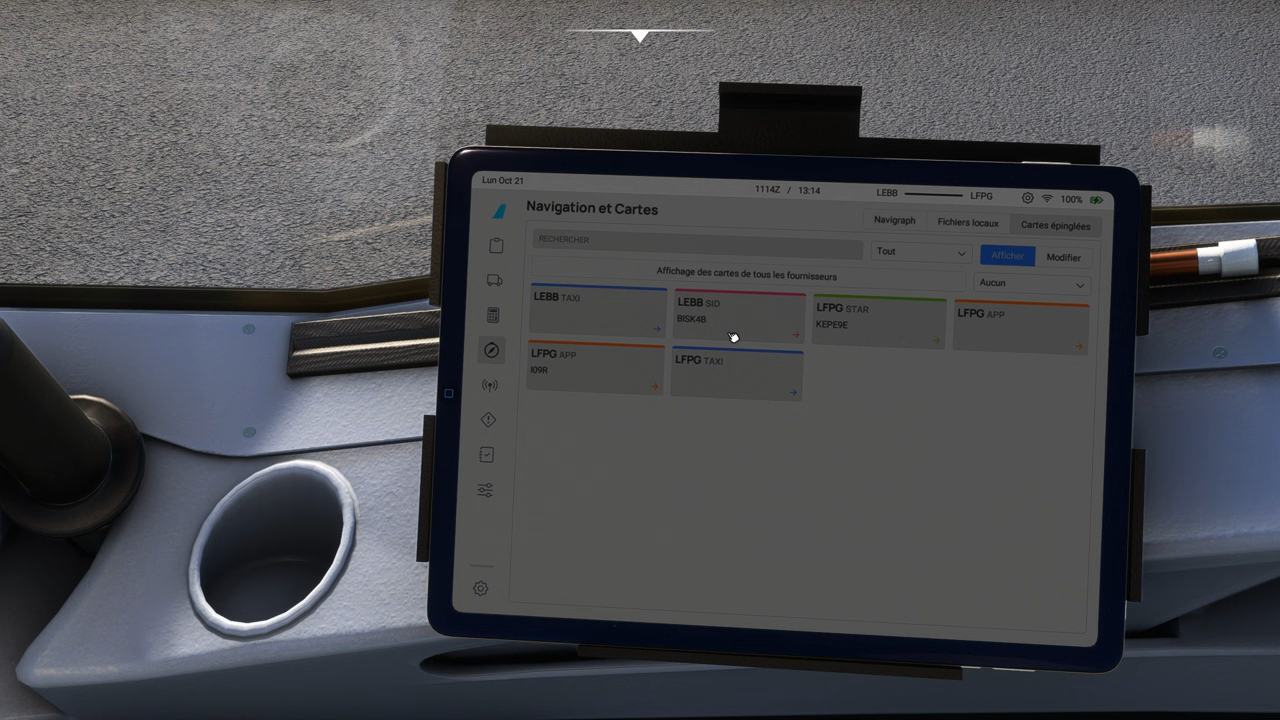 Lun Oct 21
1114Z / 13:14
LEBB LFPG
100%
Navigation et Cartes
Navigraph
Fichiers locaux
Cartes épinglées
RECHERCHER
Tout
Afficher
Modifier
Affichage des cartes de tous les fournisseurs
Aucun
LEBB TAXI
LEBB SID
BISK4B
LFPG STAR
KEPE9E
LFPG APP
LFPG APP
I09R
LFPG TAXI